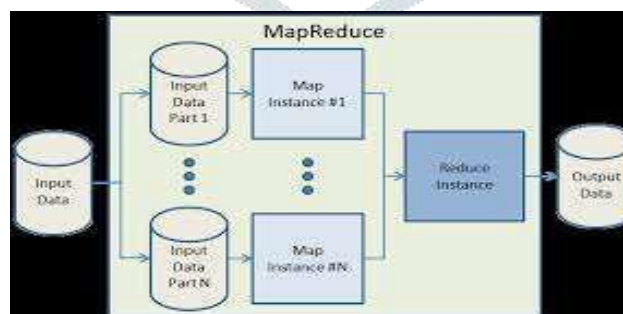 MapReduce
Input
Data
Part 1
Map
Instance #1
Input
Data
Reduce
Instance
Output
Data
Input
Data
Part N
Map
Instance #N